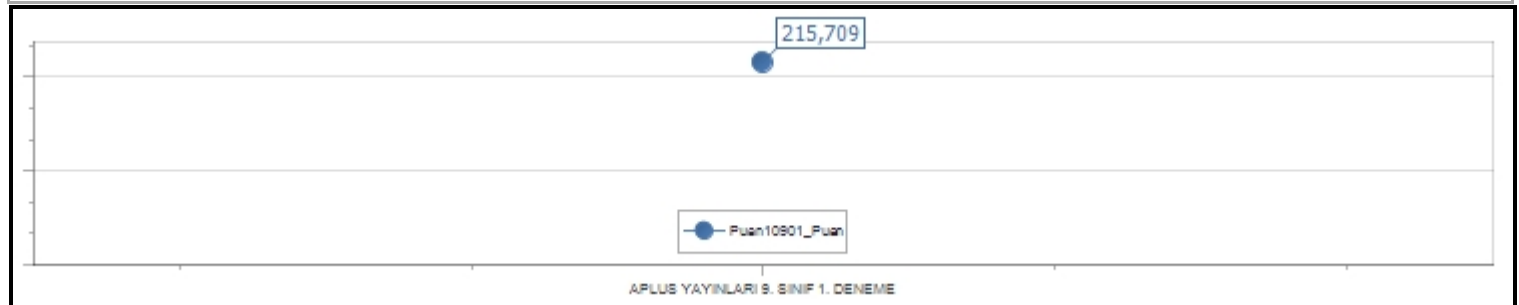 215,709
Puan10901_Puan
APLUS YAYINLARI 9. SINIF 1. DENEME